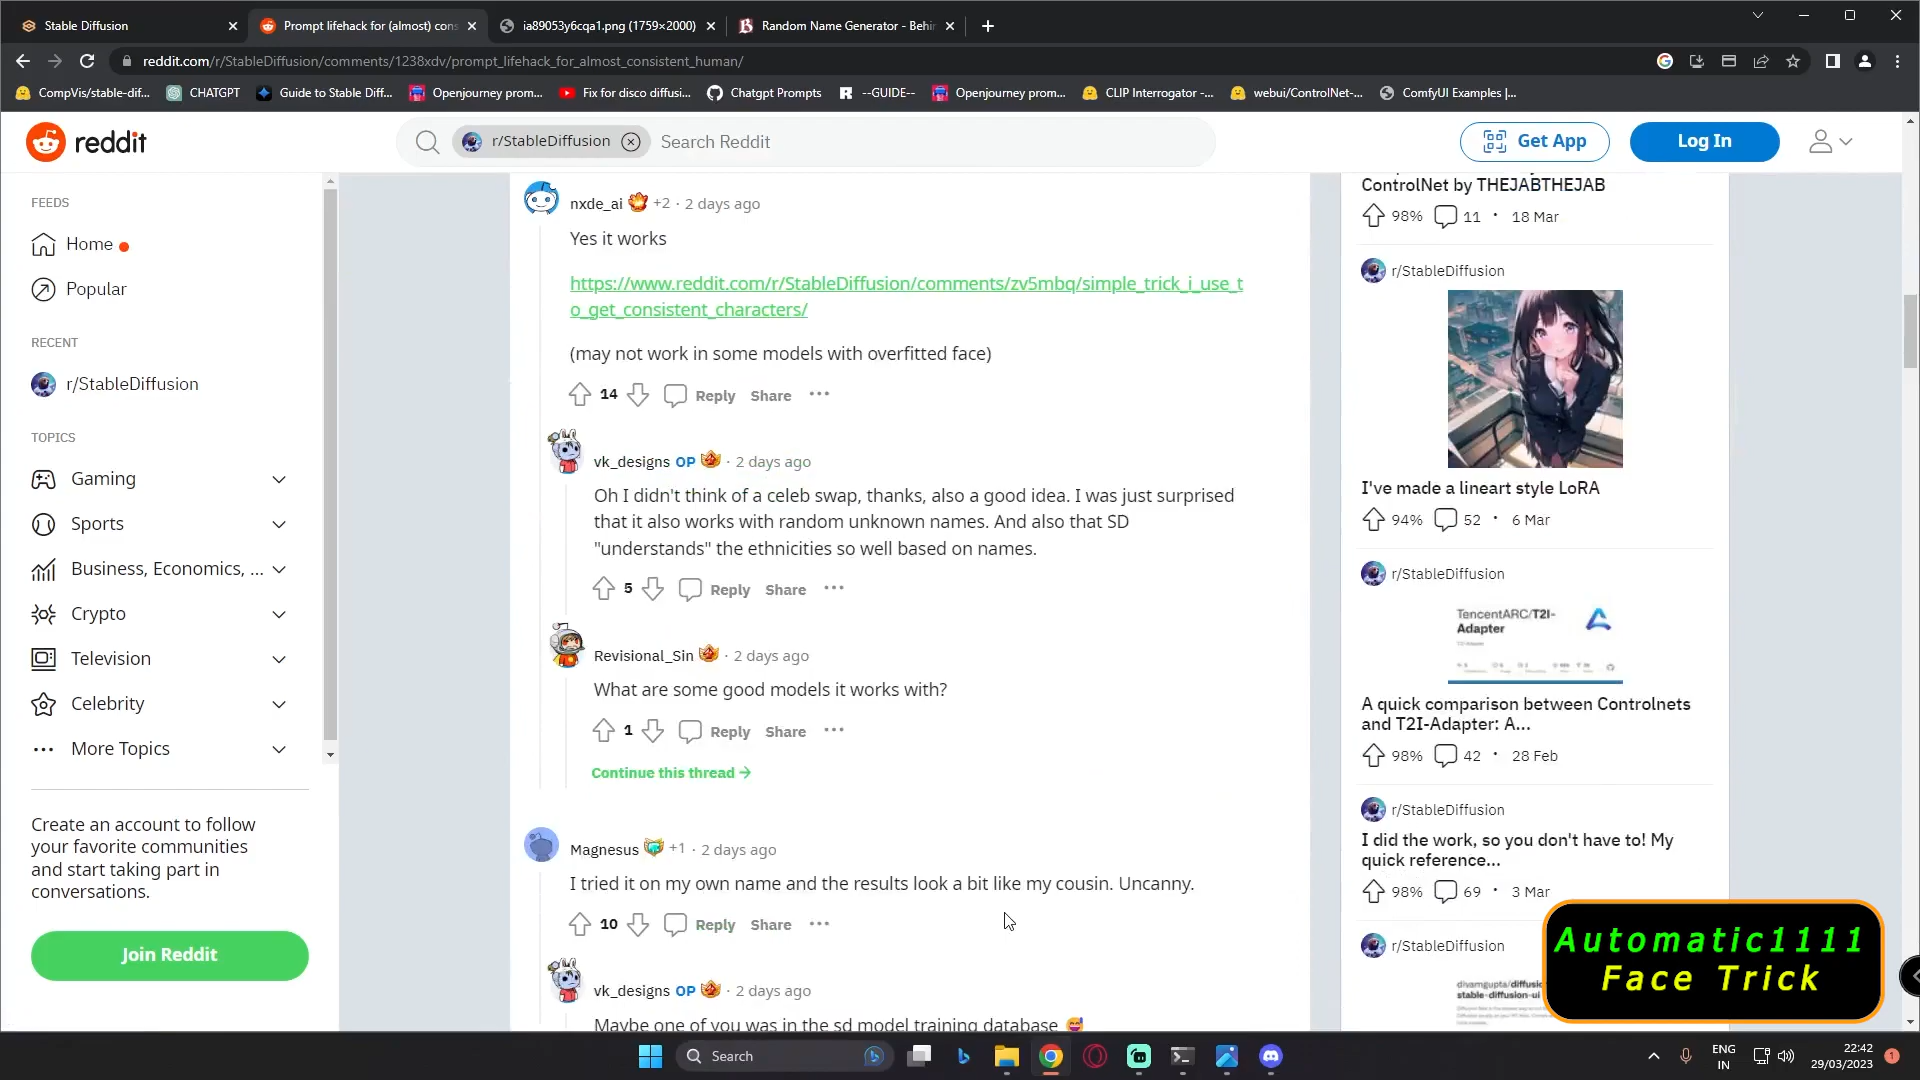 Stable Diffusion
Prompt lifehack for (almost) cons
ia89053y6cqa1.png (1759×2000)
Random Name Generator - Behi
reddit.com/r/StableDiffusion/comments/1238xdv/prompt_lifehack_for_almost_consistent_human/
CompVis/stable-dif...
CHATGPT
Guide to Stable Diff...
Openjourney prom...
Fix for disco diffusi...
Chatgpt Prompts
--GUIDE--
Openjourney prom...
CLIP Interrogator -...
webui/ControlNet-...
ComfyUI Examples |...
reddit
r/StableDiffusion
Search Reddit
Get App
Log In
FEEDS
Home
Popular
RECENT
r/StableDiffusion
TOPICS
Gaming
Sports
Business, Economics, ...
Crypto
Television
Celebrity
More Topics
Create an account to follow
your favorite communities
and start taking part in
conversations.
Join Reddit
nxde_ai +2 · 2 days ago
Yes it works
https://www.reddit.com/r/StableDiffusion/comments/zv5mbq/simple_trick_i_use_t
o_get_consistent_characters/
(may not work in some models with overfitted face)
14 Reply Share ...
vk_designs OP · 2 days ago
Oh I didn't think of a celeb swap, thanks, also a good idea. I was just surprised
that it also works with random unknown names. And also that SD
"understands" the ethnicities so well based on names.
5 Reply Share ...
Revisional_Sin · 2 days ago
What are some good models it works with?
1 Reply Share ...
Continue this thread →
Magnesus +1 · 2 days ago
I tried it on my own name and the results look a bit like my cousin. Uncanny.
10 Reply Share ...
vk_designs OP · 2 days ago
Maybe one of you was in the sd model training database 😅
ControlNet by THEJABTHEJAB
98% 11 · 18 Mar
r/StableDiffusion
I've made a lineart style LoRA
94% 52 · 6 Mar
r/StableDiffusion
TencentARC/T2I-
Adapter
A quick comparison between Controlnets
and T2I-Adapter: A...
98% 42 · 28 Feb
r/StableDiffusion
I did the work, so you don't have to! My
quick reference...
98% 69 · 3 Mar
r/StableDiffusion
divamgupta/diffusi
stable-diffusion-ui
Automatic1111
Face Trick
Search
ENG
IN
22:42
29/03/2023
1